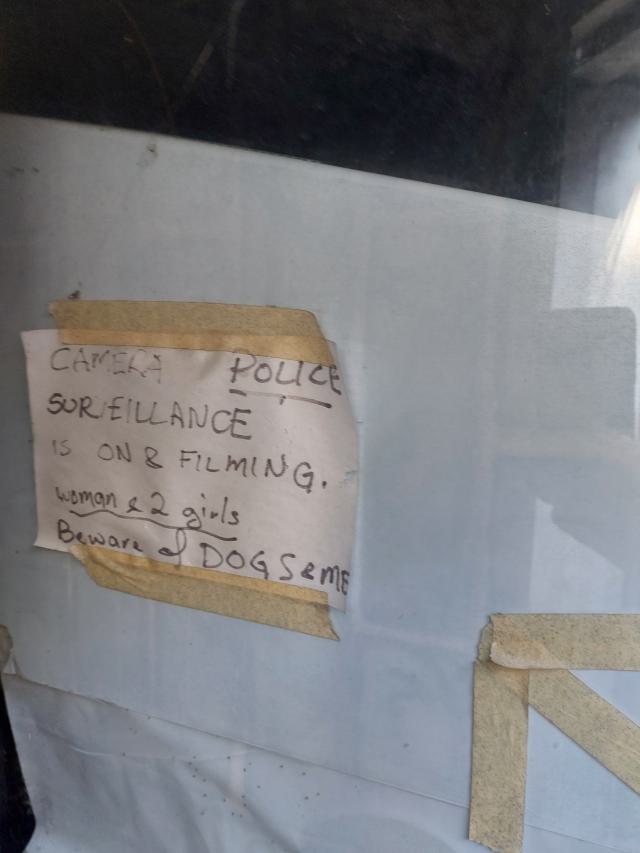 CAMERA POLICE
SURVEILLANCE
IS ON & FILMING.
woman & 2 girls
Beware of DOGS & ME